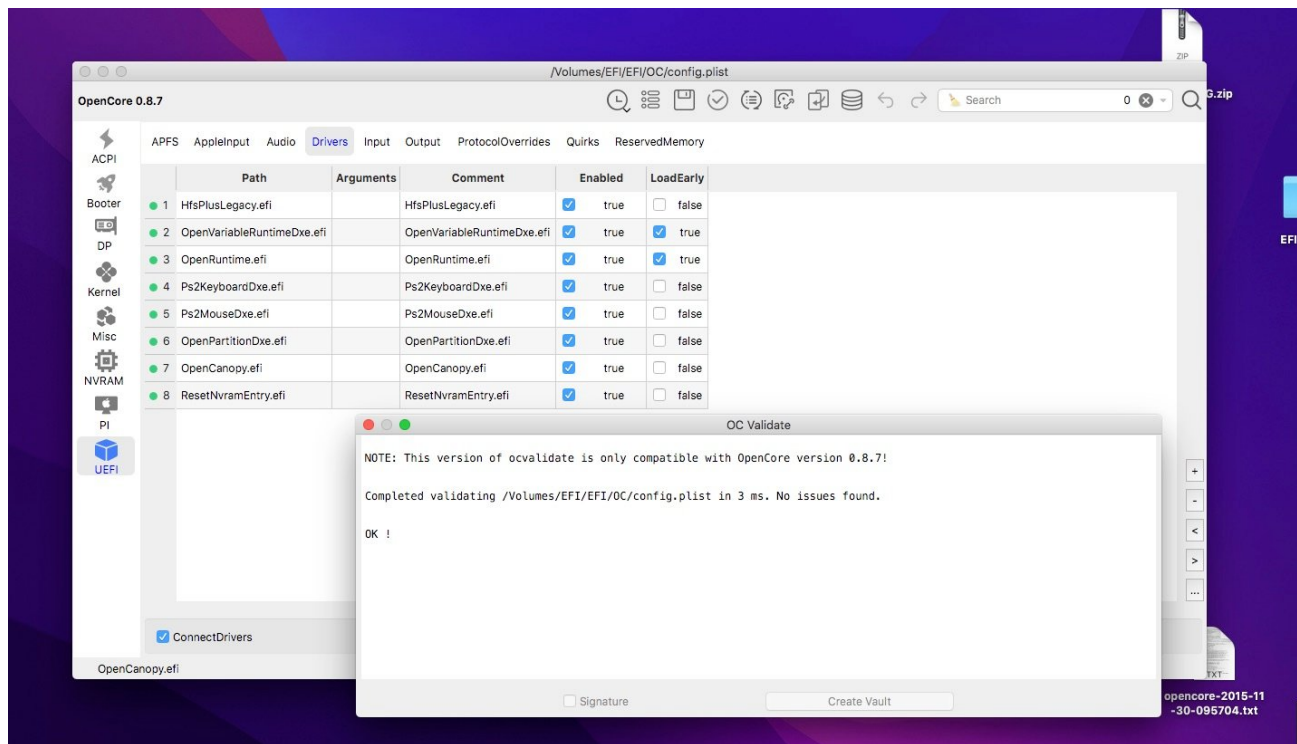 ZIP
/Volumes/EFI/EFI/OC/config.plist
OpenCore 0.8.7
Search
0
G.zip
ACPI
Booter
DP
Kernel
Misc
NVRAM
PI
UEFI
APFS AppleInput Audio Drivers Input Output ProtocolOverrides Quirks ReservedMemory
Path Arguments Comment Enabled LoadEarly
1 HfsPlusLegacy.efi HfsPlusLegacy.efi true false
2 OpenVariableRuntimeDxe.efi OpenVariableRuntimeDxe.efi true true
3 OpenRuntime.efi OpenRuntime.efi true true
4 Ps2KeyboardDxe.efi Ps2KeyboardDxe.efi true false
5 Ps2MouseDxe.efi Ps2MouseDxe.efi true false
6 OpenPartitionDxe.efi OpenPartitionDxe.efi true false
7 OpenCanopy.efi OpenCanopy.efi true false
8 ResetNvramEntry.efi ResetNvramEntry.efi true false
EFI
OC Validate
NOTE: This version of ocvalidate is only compatible with OpenCore version 0.8.7!
Completed validating /Volumes/EFI/EFI/OC/config.plist in 3 ms. No issues found.
OK !
+
-
<
>
...
ConnectDrivers
OpenCanopy.efi
Signature
Create Vault
TXT
opencore-2015-11
-30-095704.txt